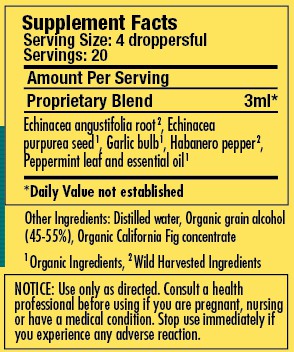 Supplement Facts
Serving Size: 4 droppersful
Servings: 20
Amount Per Serving
Proprietary Blend 3ml*
Echinacea angustifolia root², Echinacea
purpurea seed¹, Garlic bulb¹, Habanero pepper²,
Peppermint leaf and essential oil¹
*Daily Value not established
Other Ingredients: Distilled water, Organic grain alcohol
(45-55%), Organic California Fig concentrate
¹Organic Ingredients, ²Wild Harvested Ingredients
NOTICE: Use only as directed. Consult a health
professional before using if you are pregnant, nursing
or have a medical condition. Stop use immediately if
you experience any adverse reaction.